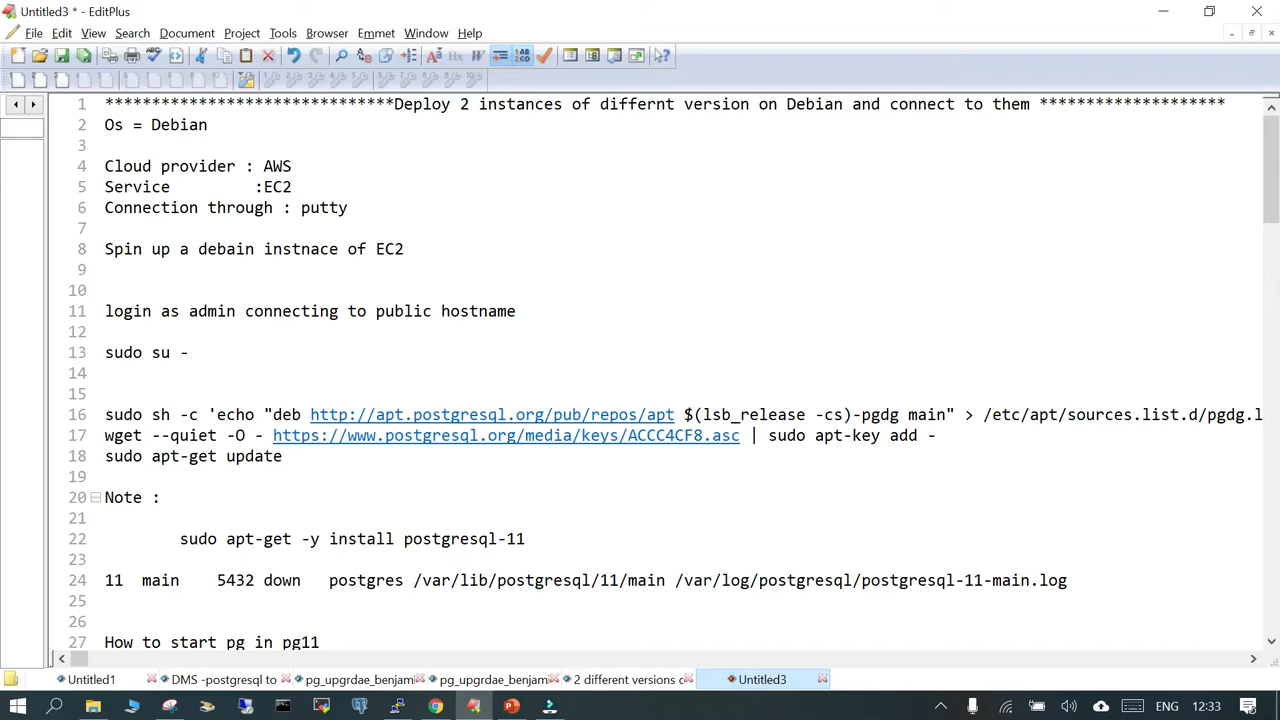 Untitled3 * - EditPlus
File Edit View Search Document Project Tools Browser Emmet Window Help
1 *******************************Deploy 2 instances of differnt version on Debian and connect to them ********************
2 Os = Debian
3
4 Cloud provider : AWS
5 Service :EC2
6 Connection through : putty
7
8 Spin up a debain instnace of EC2
9
10
11 login as admin connecting to public hostname
12
13 sudo su -
14
15
16 sudo sh -c 'echo "deb http://apt.postgresql.org/pub/repos/apt $(lsb_release -cs)-pgdg main" > /etc/apt/sources.list.d/pgdg.l
17 wget --quiet -O - https://www.postgresql.org/media/keys/ACCC4CF8.asc | sudo apt-key add -
18 sudo apt-get update
19
20 Note :
21
22 sudo apt-get -y install postgresql-11
23
24 11 main 5432 down postgres /var/lib/postgresql/11/main /var/log/postgresql/postgresql-11-main.log
25
26
27 How to start pg in pg11
Untitled1 DMS -postgresql to pg_upgrdae_benjam pg_upgrdae_benjam 2 different versions c Untitled3
ENG 12:33